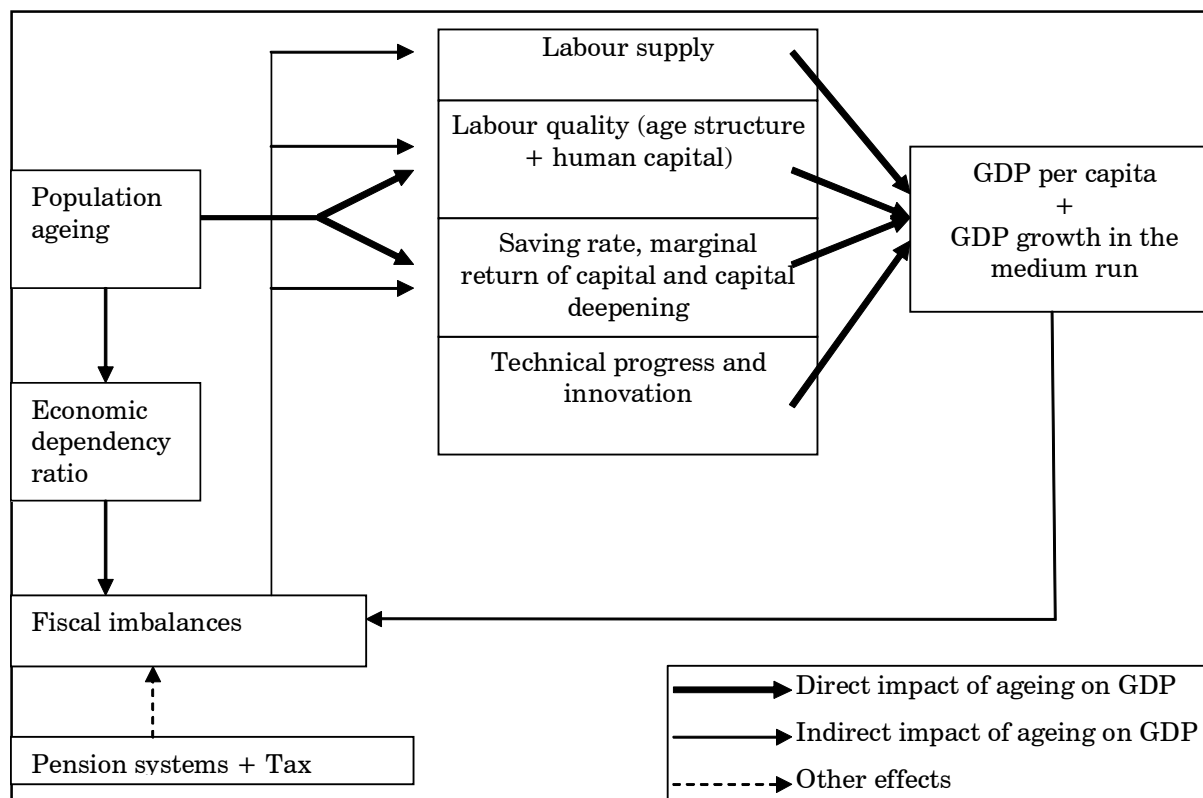 Labour supply
Labour quality (age structure
+ human capital)
Saving rate, marginal
return of capital and capital
deepening
Technical progress and
innovation
Population
ageing
Economic
dependency
ratio
Fiscal imbalances
Pension systems + Tax
GDP per capita
+
GDP growth in the
medium run
Direct impact of ageing on GDP
Indirect impact of ageing on GDP
Other effects